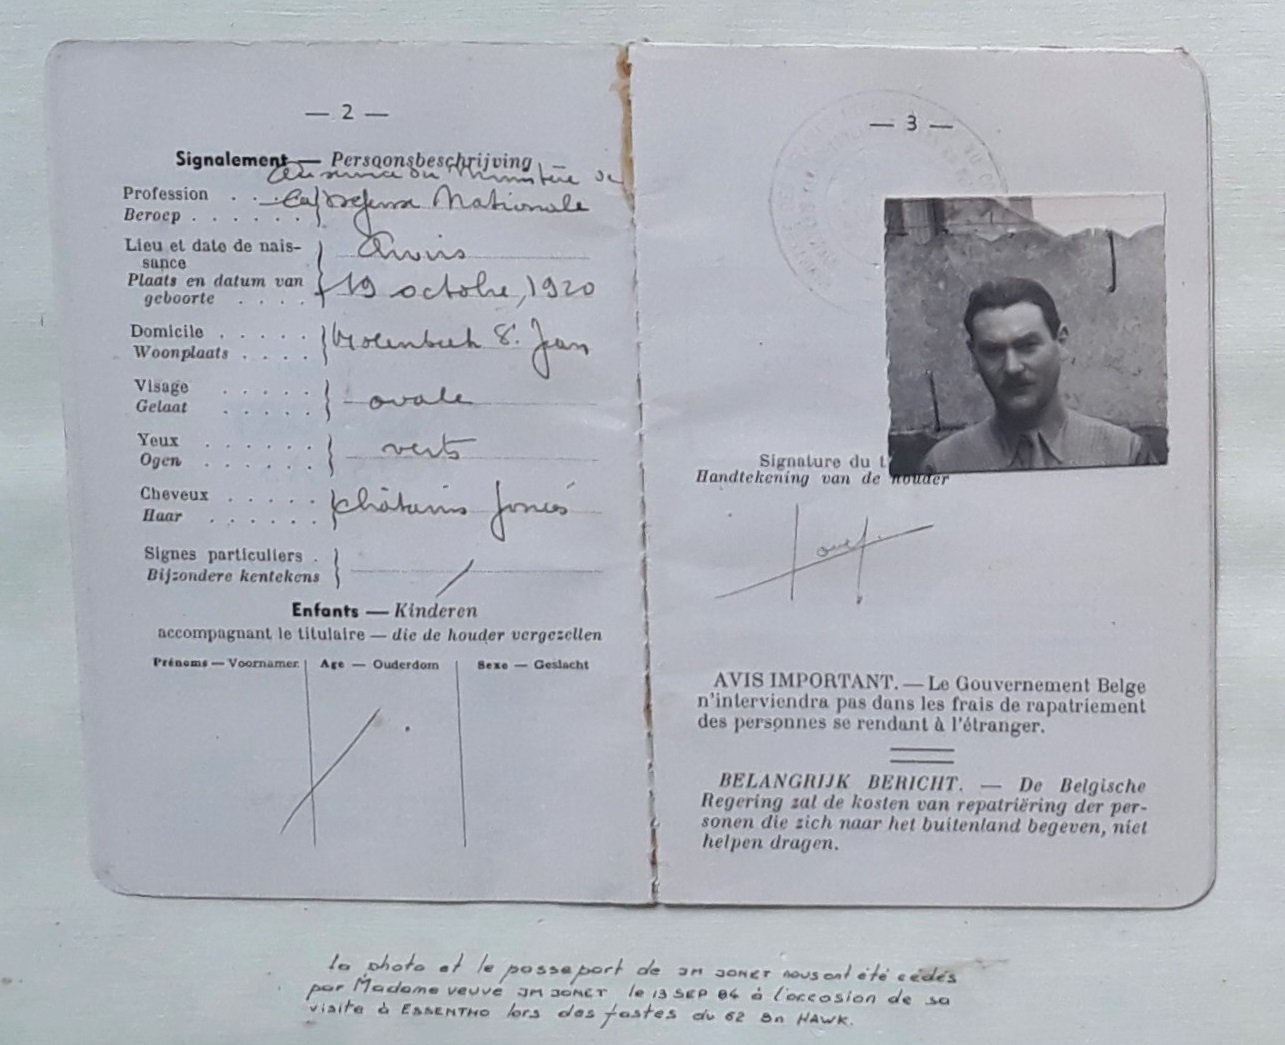 — 2 —
Signalement — Persoonsbeschrijving
Au service du Ministère de
Profession . . la Défense Nationale
Beroep . . . . . .
Lieu et date de nais-
sance
Plaats en datum van
geboorte . . . .
19 octobre, 1920
Domicile . . . . . Molenbeek St. Jean
Woonplaats . . . .
Visage . . . . .
Gelaat . . . . .
ovale
Yeux . . . . . .
Ogen . . . . . .
verts
Cheveux . . . . . châtains foncés
Haar . . . . . .
Signes particuliers .
Bijzondere kentekens
Enfants — Kinderen
accompagnant le titulaire — die de houder vergezellen
Prénoms — Voornamen Age — Ouderdom Sexe — Geslacht
— 3 —
Signature du t
Handtekening van de houder
AVIS IMPORTANT. — Le Gouvernement Belge
n'interviendra pas dans les frais de rapatriement
des personnes se rendant à l'étranger.
BELANGRIJK BERICHT. — De Belgische
Regering zal de kosten van repatriëring der per-
sonen die zich naar het buitenland begeven, niet
helpen dragen.
la photo et le passeport de JM JONET nous ont été cédés
par Madame veuve JM JONET le 13 SEP 84 à l'occasion de sa
visite à ESSENTHO lors des fastes du 62 Bn HAWK.